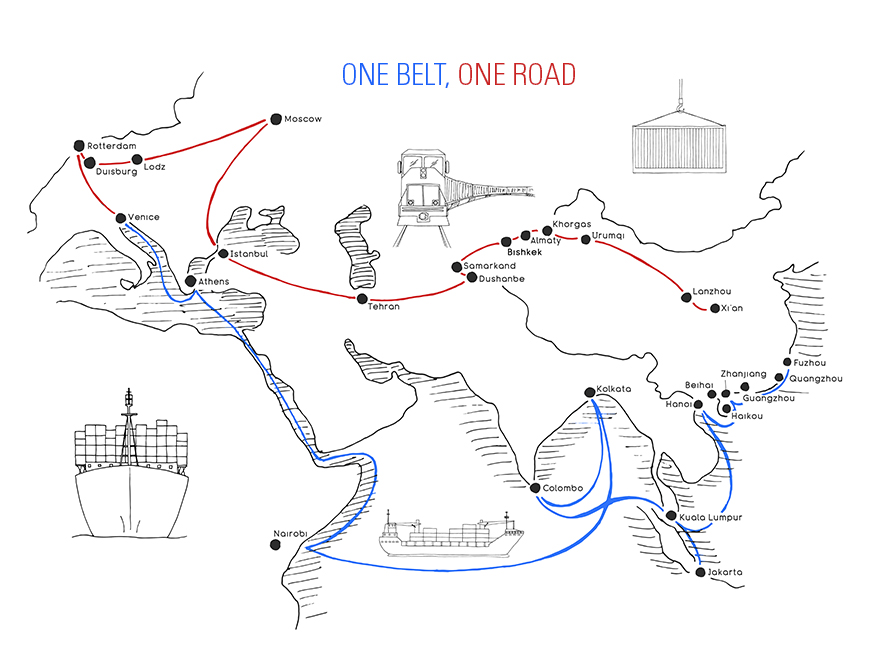 ONE BELT, ONE ROAD
Moscow
Rotterdam
Duisburg
Lodz
Venice
Istanbul
Athens
Tehran
Samarkand
Dushanbe
Bishkek
Almaty
Khorgas
Urumqi
Lanzhou
Xi'an
Fuzhou
Quangzhou
Zhanjiang
Beihai
Guangzhou
Hanoi
Haikou
Kolkata
Colombo
Kuala Lumpur
Nairobi
Jakarta